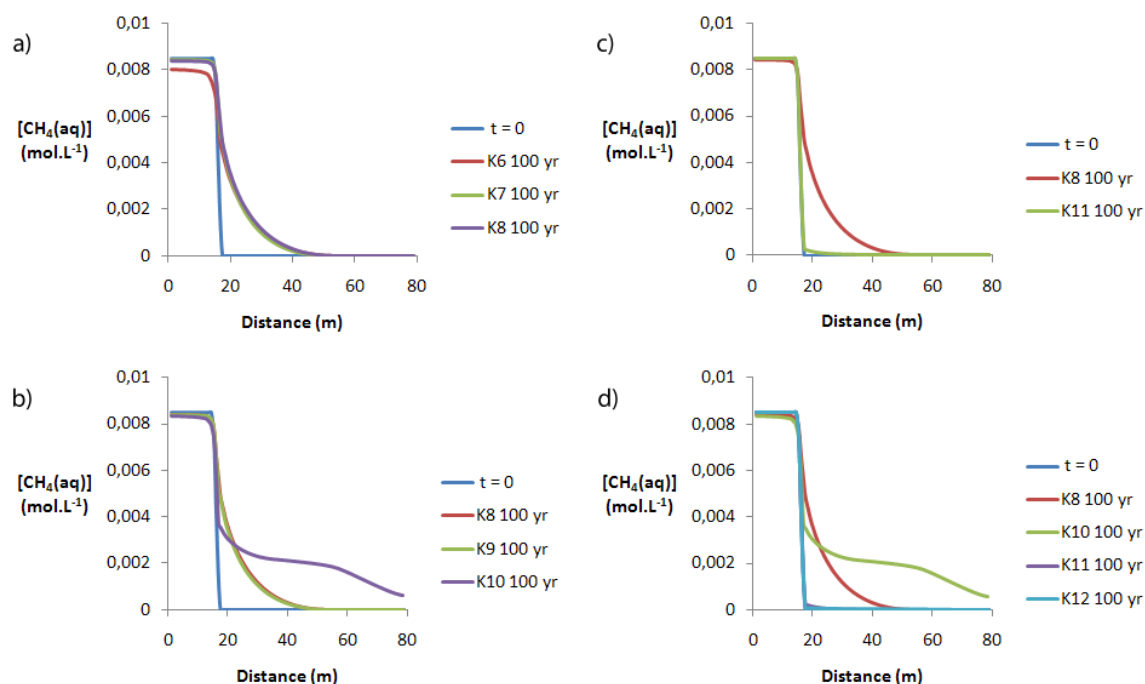 a)
0,01
0,008
0,006
0,004
0,002
0
[CH₄(aq)]
(mol.L⁻¹)
0 20 40 60 80
Distance (m)
t = 0
K6 100 yr
K7 100 yr
K8 100 yr
c)
0,01
0,008
0,006
0,004
0,002
0
[CH₄(aq)]
(mol.L⁻¹)
0 20 40 60 80
Distance (m)
t = 0
K8 100 yr
K11 100 yr
b)
0,01
0,008
0,006
0,004
0,002
0
[CH₄(aq)]
(mol.L⁻¹)
0 20 40 60 80
Distance (m)
t = 0
K8 100 yr
K9 100 yr
K10 100 yr
d)
0,01
0,008
0,006
0,004
0,002
0
[CH₄(aq)]
(mol.L⁻¹)
0 20 40 60 80
Distance (m)
t = 0
K8 100 yr
K10 100 yr
K11 100 yr
K12 100 yr